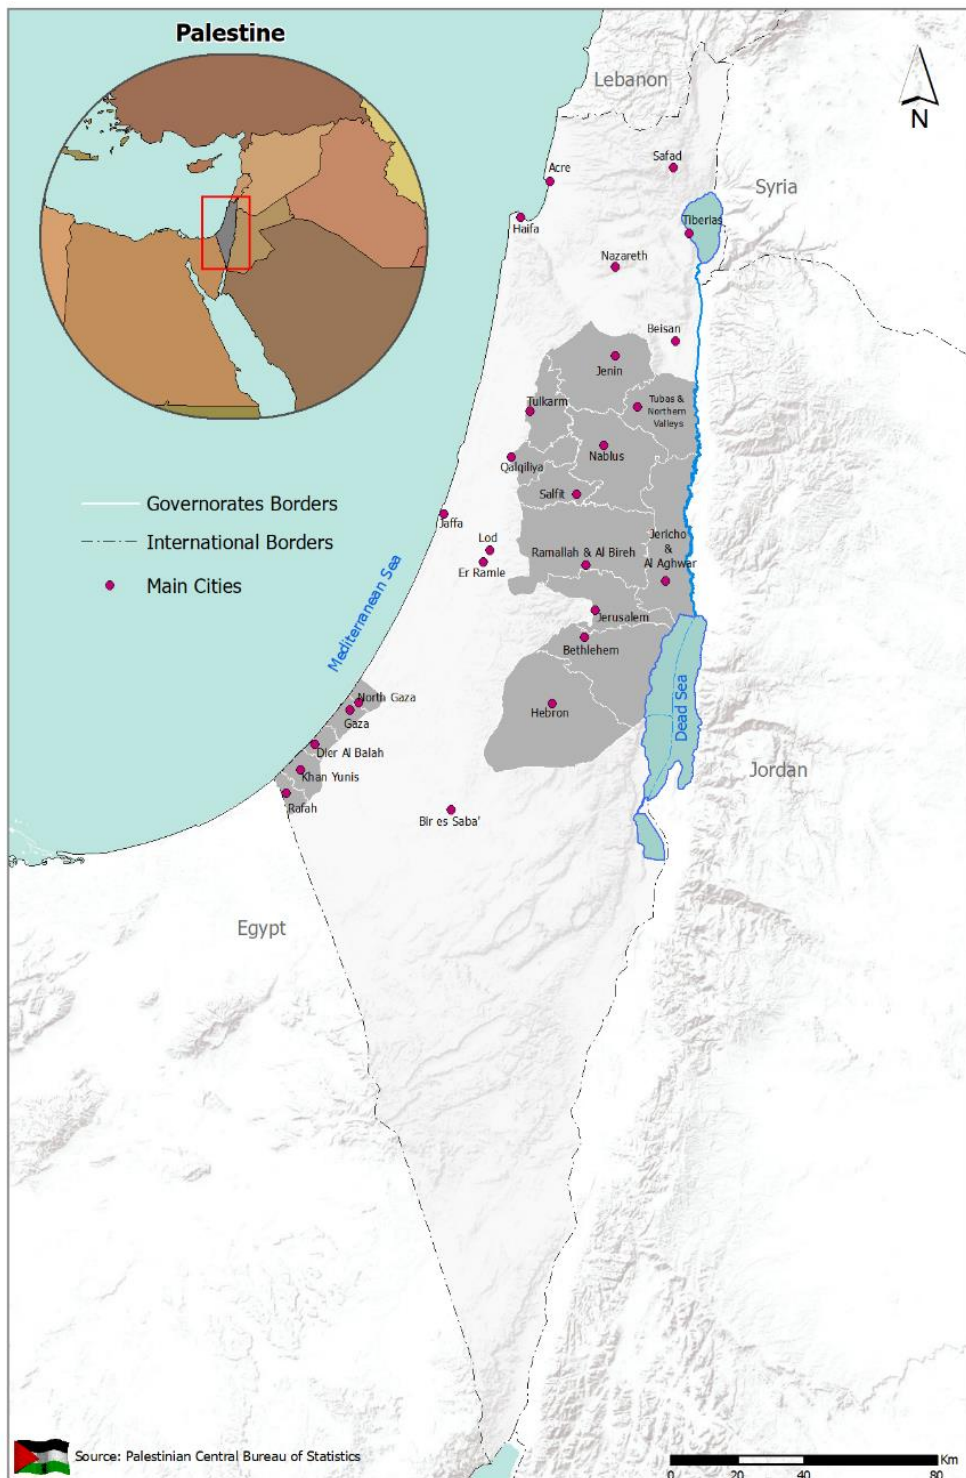 Palestine
Lebanon
N
Acre
Safad
Syria
Tiberias
Haifa
Nazareth
Beisan
Jenin
Tulkarm
Tubas &
Northern
Valleys
Nablus
Qalqiliya
Salfit
Governorates Borders
International Borders
Main Cities
Jaffa
Lod
Er Ramle
Ramallah & Al Bireh
Jericho
&
Al Aghwar
Mediterranean Sea
Jerusalem
Bethlehem
Hebron
Dead Sea
North Gaza
Gaza
Dier Al Balah
Khan Yunis
Rafah
Bir es Saba'
Jordan
Egypt
Source: Palestinian Central Bureau of Statistics
Km
0 20 40 80